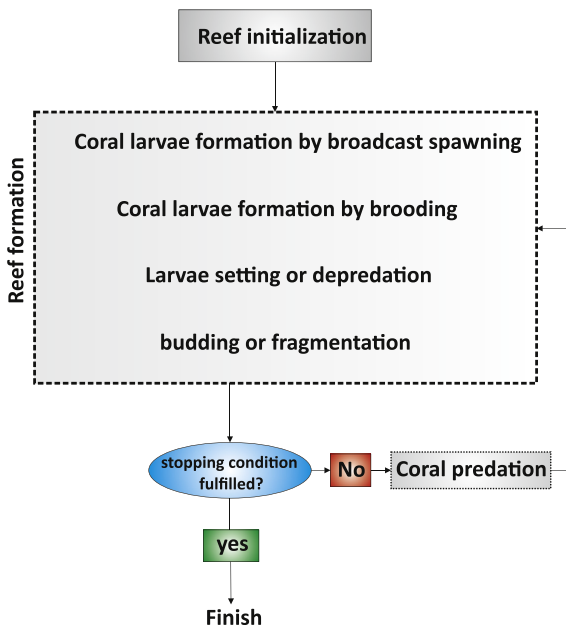 Reef initialization
Reef formation
Coral larvae formation by broadcast spawning
Coral larvae formation by brooding
Larvae setting or depredation
budding or fragmentation
stopping condition
fulfilled?
No
Coral predation
yes
Finish